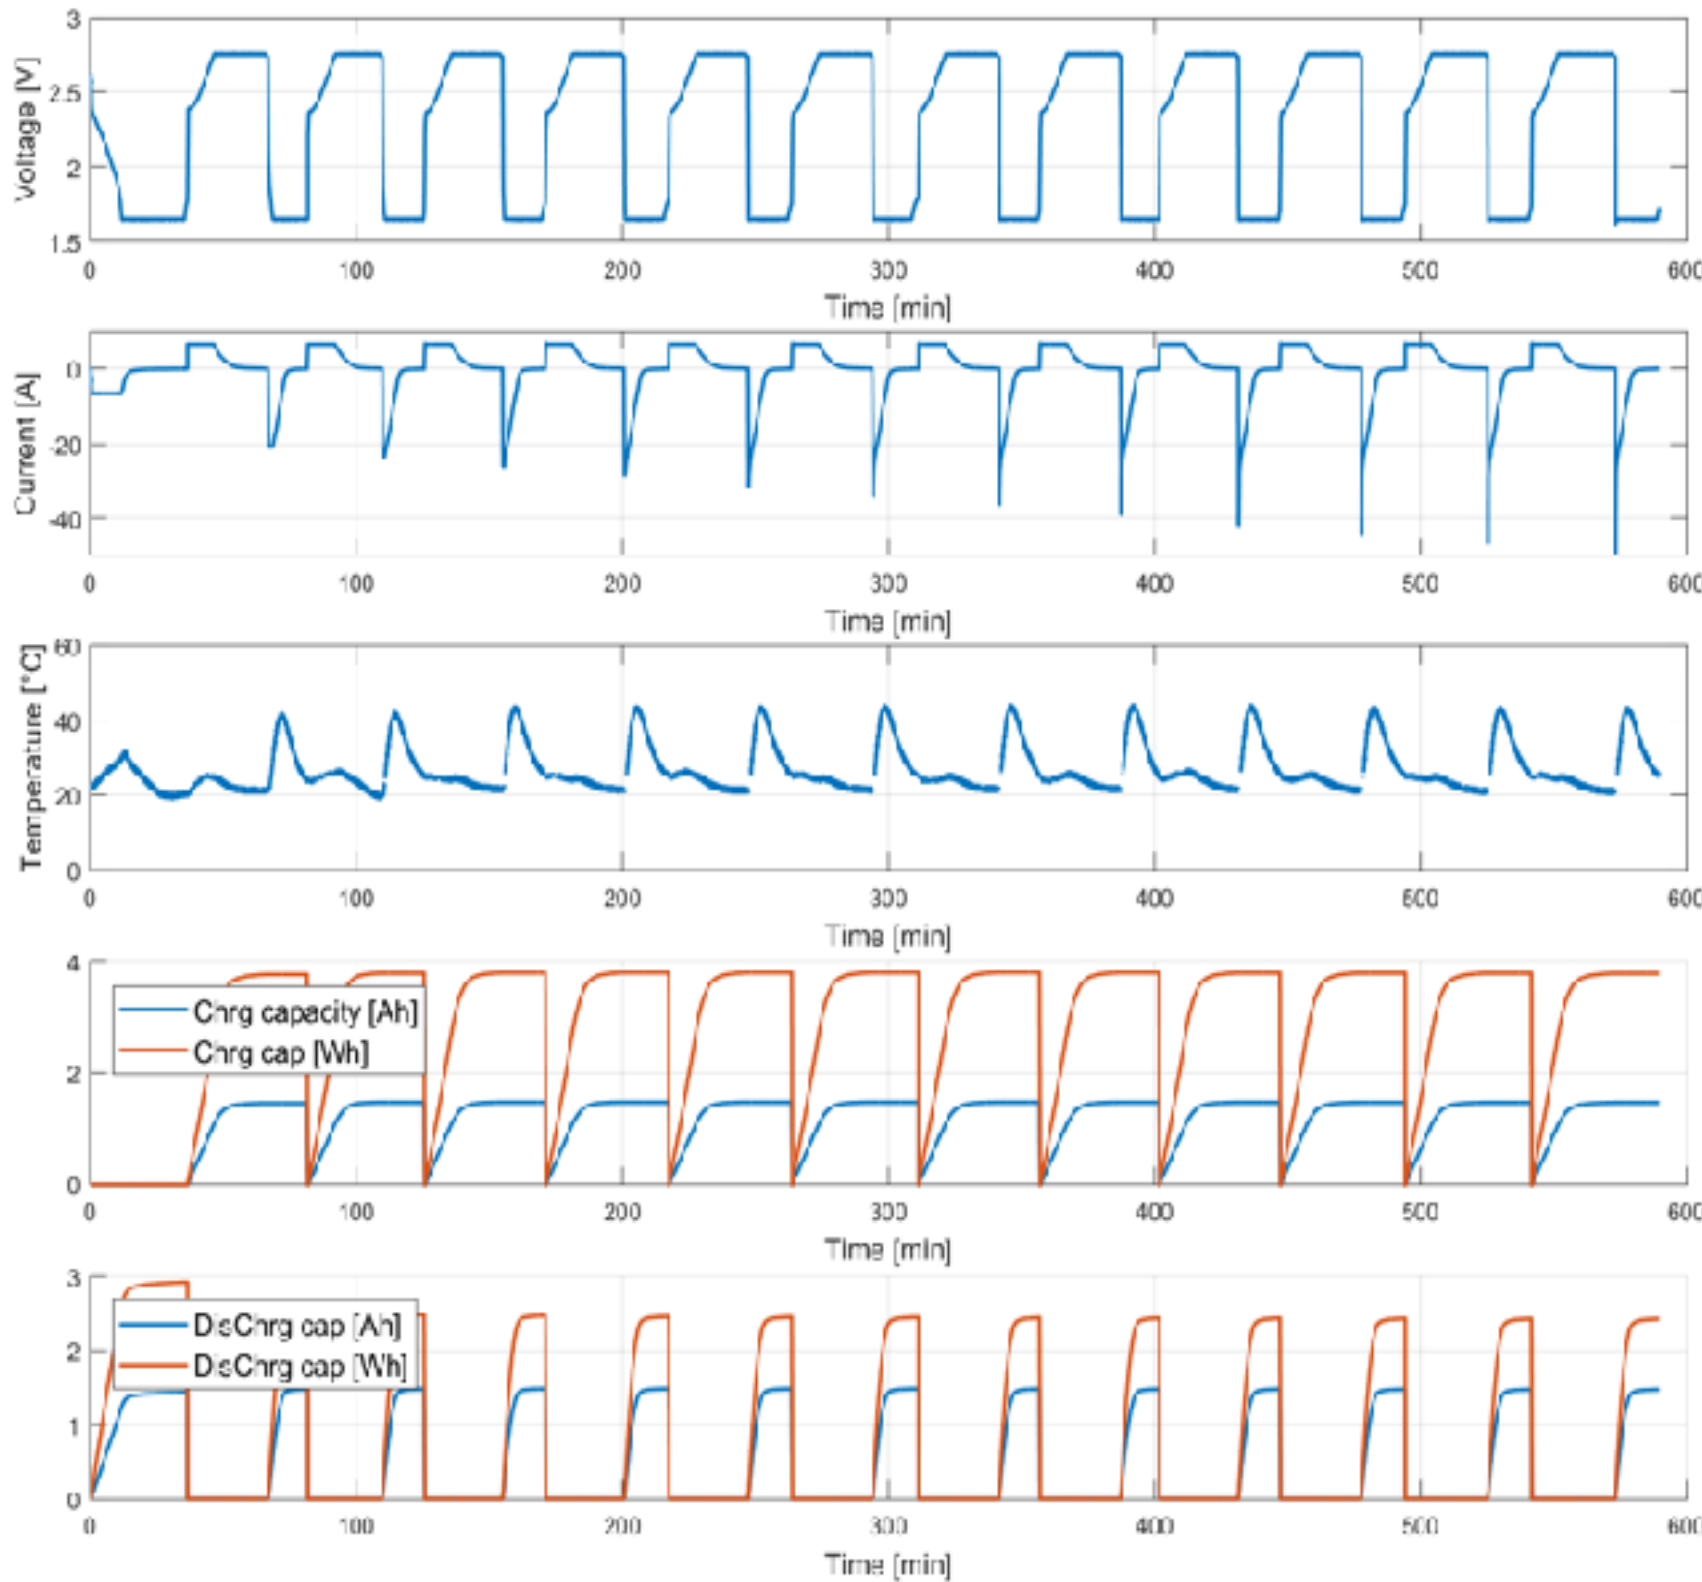 Voltage [V]
3
2.5
2
1.5
0 100 200 300 400 500 600
Time [min]
Current [A]
0
-20
-40
0 100 200 300 400 500 600
Time [min]
Temperature [°C]
60
40
20
0
0 100 200 300 400 500 600
Time [min]
4
2
0
Chrg capacity [Ah]
Chrg cap [Wh]
0 100 200 300 400 500 600
Time [min]
3
2
1
0
DisChrg cap [Ah]
DisChrg cap [Wh]
0 100 200 300 400 500 600
Time [min]